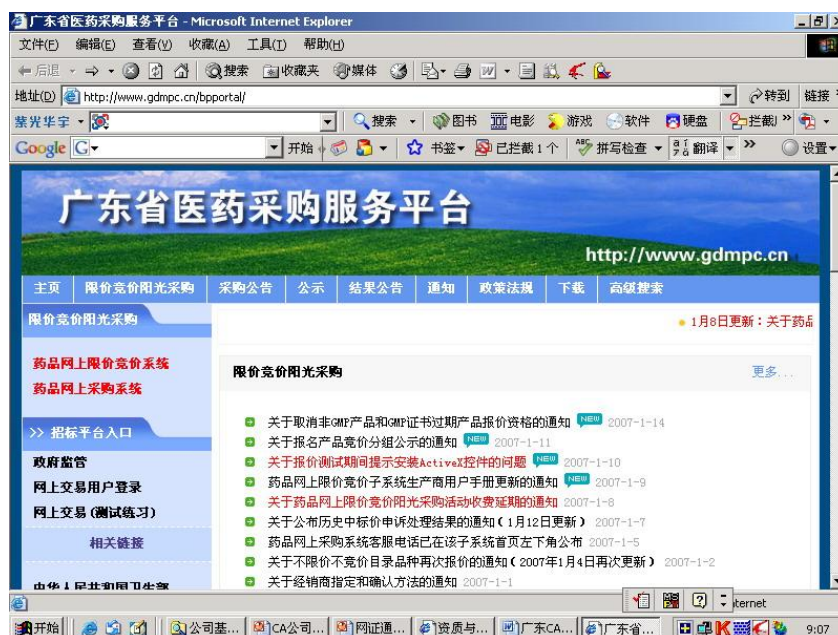 广东省医药采购服务平台 - Microsoft Internet Explorer
文件(F) 编辑(E) 查看(V) 收藏(A) 工具(T) 帮助(H)
后退 搜索 收藏夹 媒体
地址(D) http://www.gdmpc.cn/bpportal/ 转到 链接
紫光华宇 搜索 图书 电影 游戏 软件 硬盘 拦截 »
Google G 开始 书签 已拦截 1 个 拼写检查 翻译 » 设置
广东省医药采购服务平台
http://www.gdmpc.cn
主页 限价竞价阳光采购 采购公告 公示 结果公告 通知 政策法规 下载 高级搜索
限价竞价阳光采购
1月8日更新：关于药品
药品网上限价竞价系统
药品网上采购系统
限价竞价阳光采购 更多...
>> 招标平台入口
政府监管
网上交易用户登录
网上交易(测试练习)
相关链接
中华人民共和国卫生部
关于取消非GMP产品和GMP证书过期产品报价资格的通知 NEW 2007-1-14
关于报名产品竞价分组公示的通知 NEW 2007-1-11
关于报价测试期间提示安装ActiveX控件的问题 NEW 2007-1-10
药品网上限价竞价子系统生产商用户手册更新的通知 NEW 2007-1-9
关于药品网上限价竞价阳光采购活动收费延期的通知 2007-1-8
关于公布历史中标价申诉处理结果的通知(1月12日更新) 2007-1-7
药品网上采购系统客服电话已在该子系统首页左下角公布 2007-1-5
关于不限价不竞价目录品种再次报价的通知(2007年1月4日再次更新) 2007-1-2
关于经销商指定和确认方法的通知 2007-1-1
ternet
开始 公司基... CA公司... 网证通... 资质与... 广东CA... 广东省... 9:07